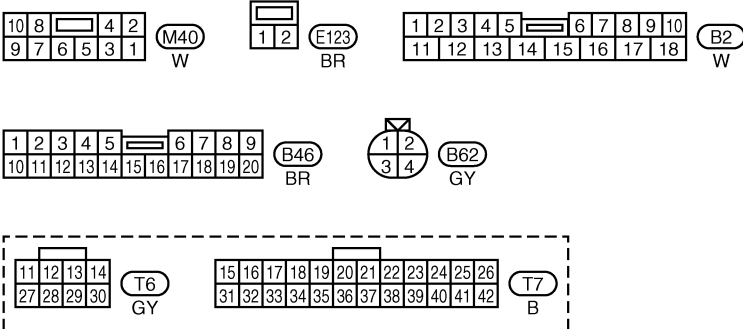 10 8 4 2
9 7 6 5 3 1
M40
W
1 2
E123
BR
1 2 3 4 5 6 7 8 9 10
11 12 13 14 15 16 17 18
B2
W
1 2 3 4 5 6 7 8 9
10 11 12 13 14 15 16 17 18 19 20
B46
BR
1 2
3 4
B62
GY
11 12 13 14
27 28 29 30
T6
GY
15 16 17 18 19 20 21 22 23 24 25 26
31 32 33 34 35 36 37 38 39 40 41 42
T7
B